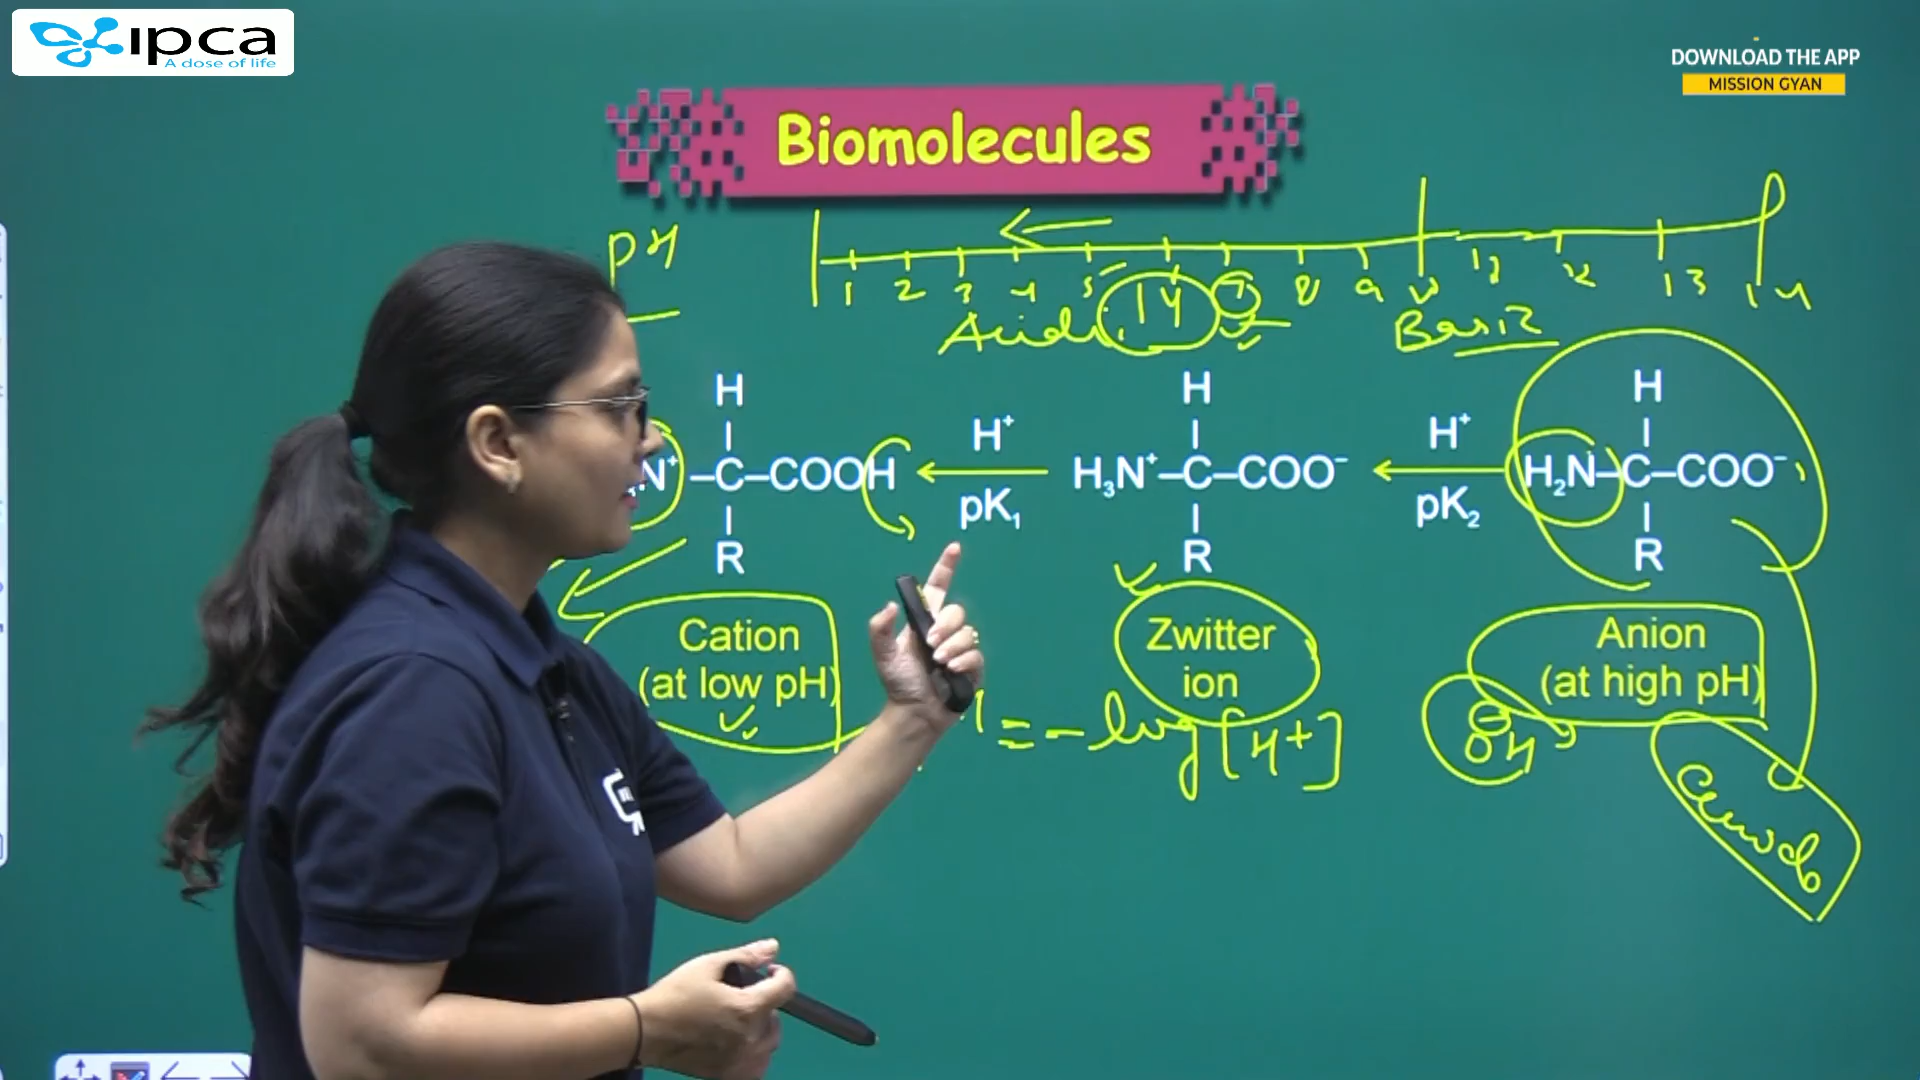 ipca
A dose of life
DOWNLOAD THE APP
MISSION GYAN
Biomolecules
pH
1 2 3 4 5 7 8 9 12 13 14
Acidic 14 Basic
H H H
N⁺–C–COOH H⁺ H₃N⁺–C–COO⁻ H⁺ H₂N–C–COO⁻
pK₁ pK₂
R R R
Cation Zwitter Anion
(at low pH) ion (at high pH)
= - log [H+] OH